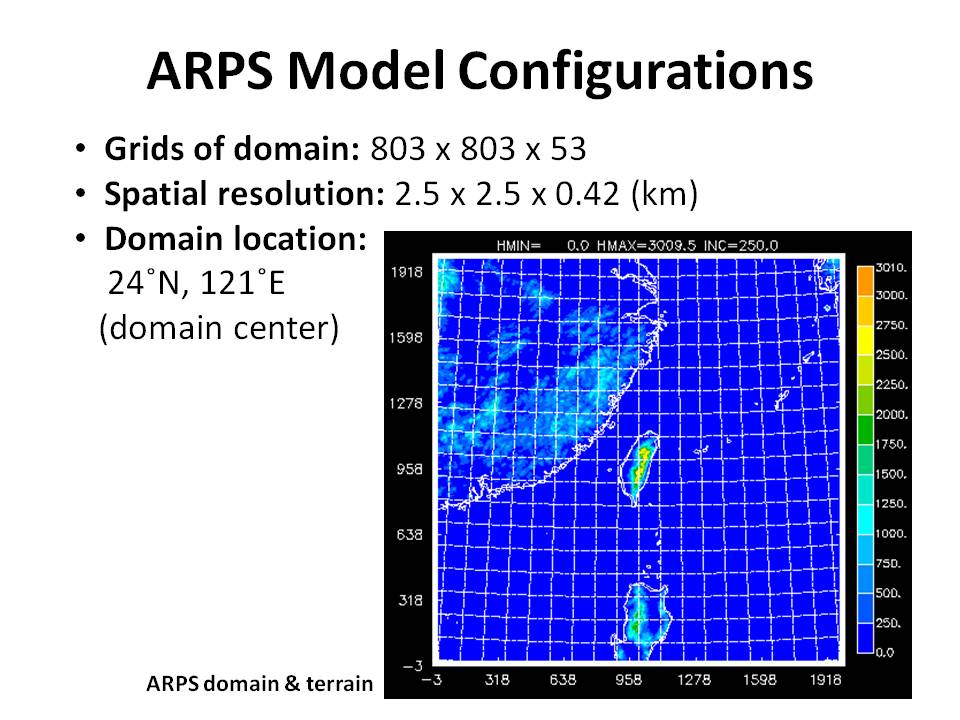 ARPS Model Configurations
• Grids of domain: 803 x 803 x 53
• Spatial resolution: 2.5 x 2.5 x 0.42 (km)
• Domain location:
24˚N, 121˚E
(domain center)
HMIN= 0.0 HMAX=3009.5 INC=250.0
1918
1598
1278
958
638
318
−3
−3 318 638 958 1278 1598 1918
3010.
3000.
2750.
2500.
2250.
2000.
1750.
1500.
1250.
1000.
750.
500.
250.
0.0
ARPS domain & terrain